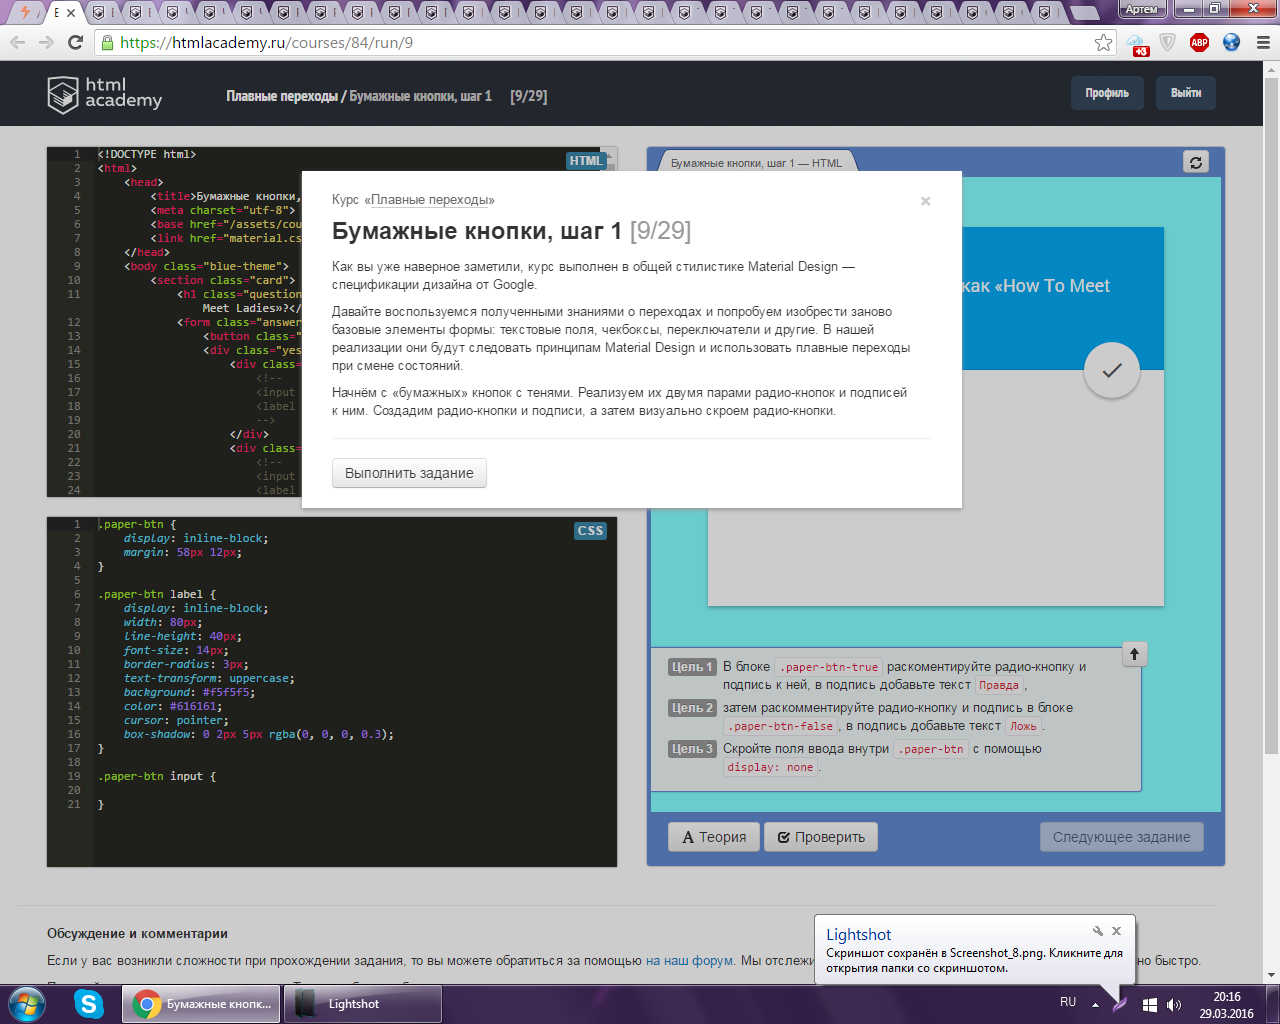 Артем
https://htmlacademy.ru/courses/84/run/9
+3
ABP
html
academy
Плавные переходы / Бумажные кнопки, шаг 1 [9/29]
Профиль
Выйти
HTML
1 <!DOCTYPE html>
2 <html>
3 <head>
4 <title>Бумажные кнопки,
5 <meta charset="utf-8">
6 <base href="/assets/cou
7 <link href="material.cs
8 </head>
9 <body class="blue-theme">
10 <section class="card">
11 <h1 class="question
Meet Ladies»?</
12 <form class="answer
13 <button class="
14 <div class="yes
15 <div class=
16 <!--
17 <input
18 <label
19 -->
20 </div>
21 <div class=
22 <!--
23 <input
24 <label
Курс «Плавные переходы»
×
Бумажные кнопки, шаг 1 [9/29]
Как вы уже наверное заметили, курс выполнен в общей стилистике Material Design —
спецификации дизайна от Google.
Давайте воспользуемся полученными знаниями о переходах и попробуем изобрести заново
базовые элементы формы: текстовые поля, чекбоксы, переключатели и другие. В нашей
реализации они будут следовать принципам Material Design и использовать плавные переходы
при смене состояний.
Начнём с «бумажных» кнопок с тенями. Реализуем их двумя парами радио-кнопок и подписей
к ним. Создадим радио-кнопки и подписи, а затем визуально скроем радио-кнопки.
Выполнить задание
Бумажные кнопки, шаг 1 — HTML
как «How To Meet
CSS
1 .paper-btn {
2 display: inline-block;
3 margin: 58px 12px;
4 }
5
6 .paper-btn label {
7 display: inline-block;
8 width: 80px;
9 line-height: 40px;
10 font-size: 14px;
11 border-radius: 3px;
12 text-transform: uppercase;
13 background: #f5f5f5;
14 color: #616161;
15 cursor: pointer;
16 box-shadow: 0 2px 5px rgba(0, 0, 0, 0.3);
17 }
18
19 .paper-btn input {
20
21 }
Цель 1 В блоке .paper-btn-true раскоментируйте радио-кнопку и
подпись к ней, в подпись добавьте текст Правда,
Цель 2 затем раскомментируйте радио-кнопку и подпись в блоке
.paper-btn-false, в подпись добавьте текст Ложь.
Цель 3 Скройте поля ввода внутри .paper-btn с помощью
display: none.
Теория
Проверить
Следующее задание
Обсуждение и комментарии
Если у вас возникли сложности при прохождении задания, то вы можете обратиться за помощью на наш форум. Мы отслежи
но быстро.
Lightshot
Скриншот сохранён в Screenshot_8.png. Кликните для
открытия папки со скриншотом.
Бумажные кнопк...
Lightshot
RU
20:16
29.03.2016